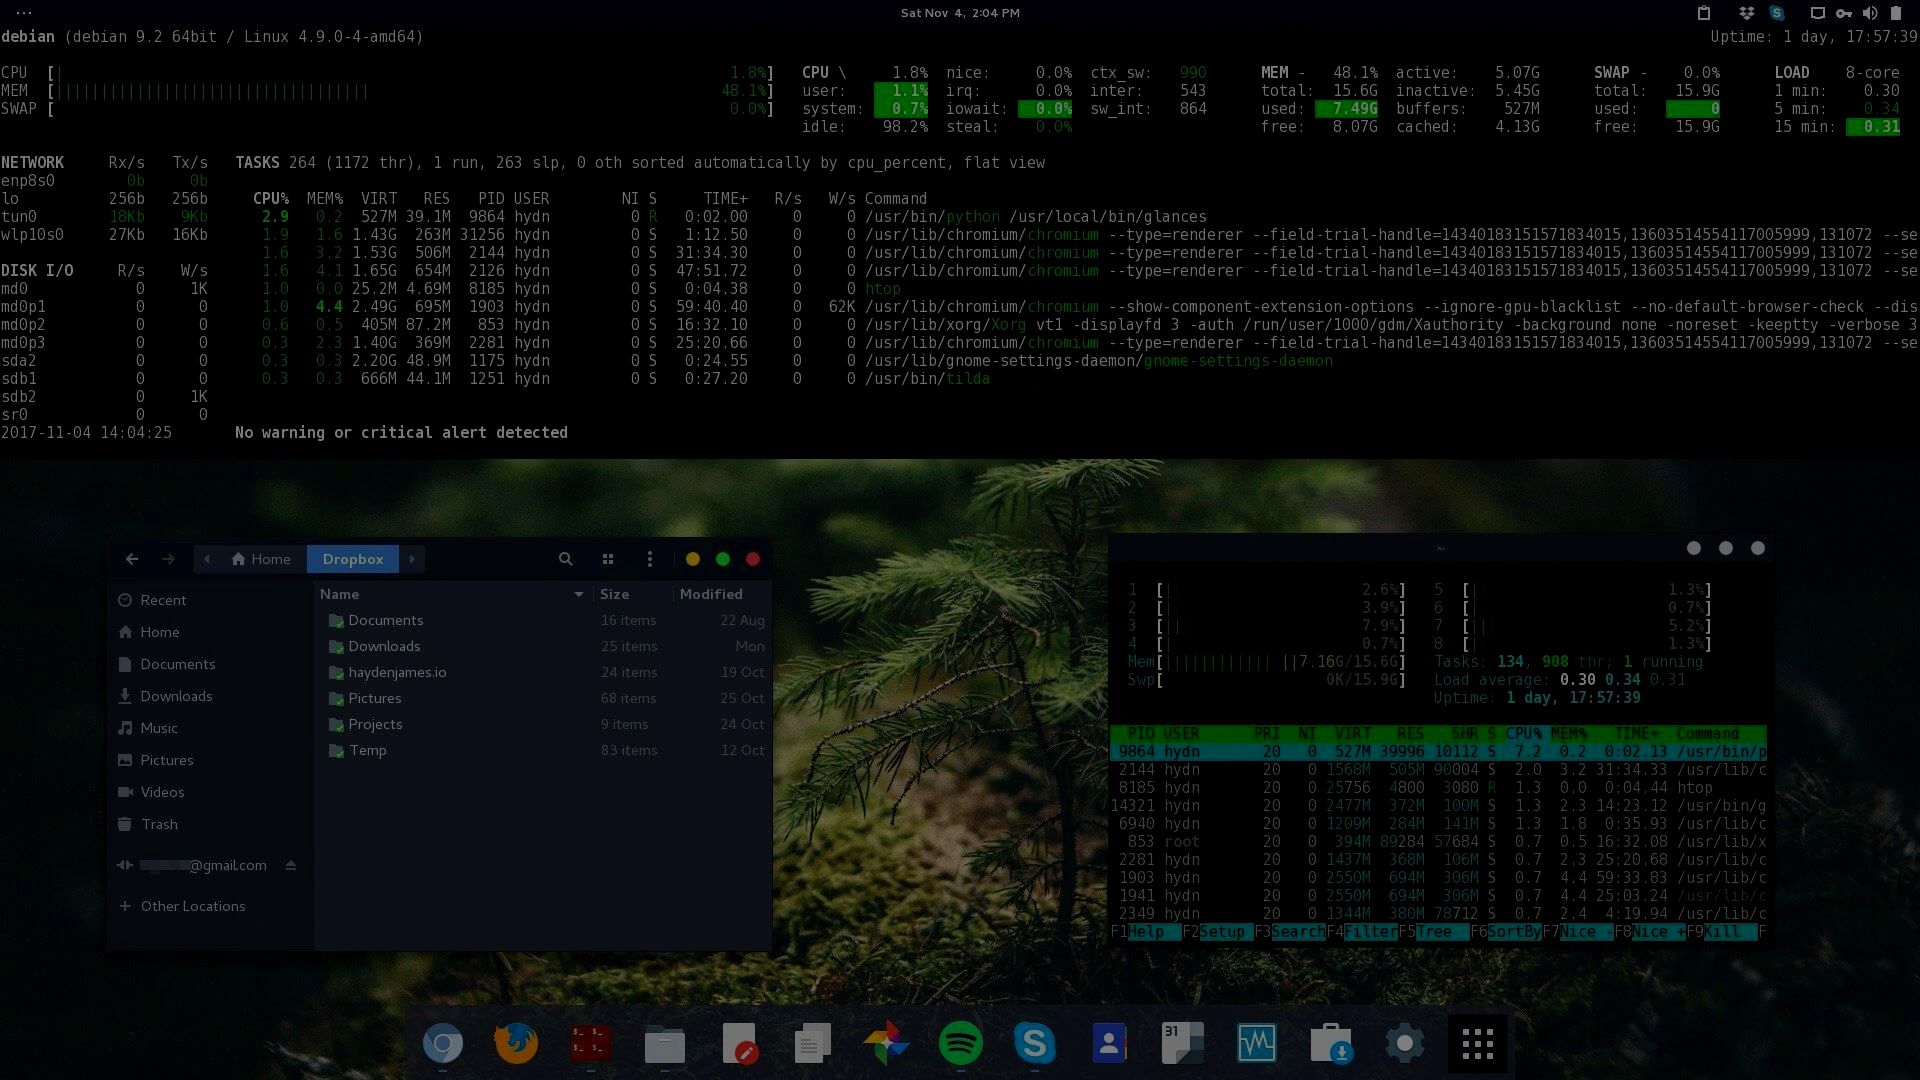 ...
Sat Nov 4, 2:04 PM
debian (debian 9.2 64bit / Linux 4.9.0-4-amd64) Uptime: 1 day, 17:57:39
CPU [| 1.8%] CPU \ 1.8% nice: 0.0% ctx_sw: 990 MEM - 48.1% active: 5.07G SWAP - 0.0% LOAD 8-core
MEM [||||||||||||||||||||||||||||||||||| 48.1%] user: 1.1% irq: 0.0% inter: 543 total: 15.6G inactive: 5.45G total: 15.9G 1 min: 0.30
SWAP [ 0.0%] system: 0.7% iowait: 0.0% sw_int: 864 used: 7.49G buffers: 527M used: 0 5 min: 0.34
idle: 98.2% steal: 0.0% free: 8.07G cached: 4.13G free: 15.9G 15 min: 0.31
NETWORK Rx/s Tx/s TASKS 264 (1172 thr), 1 run, 263 slp, 0 oth sorted automatically by cpu_percent, flat view
enp8s0 0b 0b
lo 256b 256b CPU% MEM% VIRT RES PID USER NI S TIME+ R/s W/s Command
tun0 18Kb 9Kb 2.9 0.2 527M 39.1M 9864 hydn 0 R 0:02.00 0 0 /usr/bin/python /usr/local/bin/glances
wlp10s0 27Kb 16Kb 1.9 1.6 1.43G 263M 31256 hydn 0 S 1:12.50 0 0 /usr/lib/chromium/chromium --type=renderer --field-trial-handle=14340183151571834015,13603514554117005999,131072 --se
1.6 3.2 1.53G 506M 2144 hydn 0 S 31:34.30 0 0 /usr/lib/chromium/chromium --type=renderer --field-trial-handle=14340183151571834015,13603514554117005999,131072 --se
DISK I/O R/s W/s 1.6 4.1 1.65G 654M 2126 hydn 0 S 47:51.72 0 0 /usr/lib/chromium/chromium --type=renderer --field-trial-handle=14340183151571834015,13603514554117005999,131072 --se
md0 0 1K 1.0 0.0 25.2M 4.69M 8185 hydn 0 S 0:04.38 0 0 htop
md0p1 0 0 1.0 4.4 2.49G 695M 1903 hydn 0 S 59:40.40 0 62K /usr/lib/chromium/chromium --show-component-extension-options --ignore-gpu-blacklist --no-default-browser-check --dis
md0p2 0 0 0.6 0.5 405M 87.2M 853 hydn 0 S 16:32.10 0 0 /usr/lib/xorg/Xorg vt1 -displayfd 3 -auth /run/user/1000/gdm/Xauthority -background none -noreset -keeptty -verbose 3
md0p3 0 0 0.3 2.3 1.40G 369M 2281 hydn 0 S 25:20.66 0 0 /usr/lib/chromium/chromium --type=renderer --field-trial-handle=14340183151571834015,13603514554117005999,131072 --se
sda2 0 0 0.3 0.3 2.20G 48.9M 1175 hydn 0 S 0:24.55 0 0 /usr/lib/gnome-settings-daemon/gnome-settings-daemon
sdb1 0 0 0.3 0.3 666M 44.1M 1251 hydn 0 S 0:27.20 0 0 /usr/bin/tilda
sdb2 0 1K
sr0 0 0
2017-11-04 14:04:25 No warning or critical alert detected
Home Dropbox
Recent
Home
Documents
Downloads
Music
Pictures
Videos
Trash
@gmail.com
Other Locations
Name Size Modified
Documents 16 items 22 Aug
Downloads 25 items Mon
haydenjames.io 24 items 19 Oct
Pictures 68 items 25 Oct
Projects 9 items 24 Oct
Temp 83 items 12 Oct
~
1 [| 2.6%] 5 [| 1.3%]
2 [| 3.9%] 6 [| 0.7%]
3 [|| 7.9%] 7 [|| 5.2%]
4 [| 0.7%] 8 [| 1.3%]
Mem[|||||||||||| ||7.16G/15.6G] Tasks: 134, 908 thr; 1 running
Swp[ 0K/15.9G] Load average: 0.30 0.34 0.31
Uptime: 1 day, 17:57:39
PID USER PRI NI VIRT RES SHR S CPU% MEM% TIME+ Command
9864 hydn 20 0 527M 39996 10112 S 7.2 0.2 0:02.13 /usr/bin/p
2144 hydn 20 0 1568M 505M 90004 S 2.0 3.2 31:34.33 /usr/lib/c
8185 hydn 20 0 25756 4800 3080 R 1.3 0.0 0:04.44 htop
14321 hydn 20 0 2477M 372M 100M S 1.3 2.3 14:23.12 /usr/bin/g
6940 hydn 20 0 1209M 284M 141M S 1.3 1.8 0:35.93 /usr/lib/c
853 root 20 0 394M 89284 57684 S 0.7 0.5 16:32.08 /usr/lib/x
2281 hydn 20 0 1437M 368M 106M S 0.7 2.3 25:20.68 /usr/lib/c
1903 hydn 20 0 2550M 694M 306M S 0.7 4.4 59:33.83 /usr/lib/c
1941 hydn 20 0 2550M 694M 306M S 0.7 4.4 25:03.24 /usr/lib/c
2349 hydn 20 0 1344M 380M 78712 S 0.7 2.4 4:19.94 /usr/lib/c
F1Help F2Setup F3SearchF4FilterF5Tree F6SortByF7Nice -F8Nice +F9Kill F
31